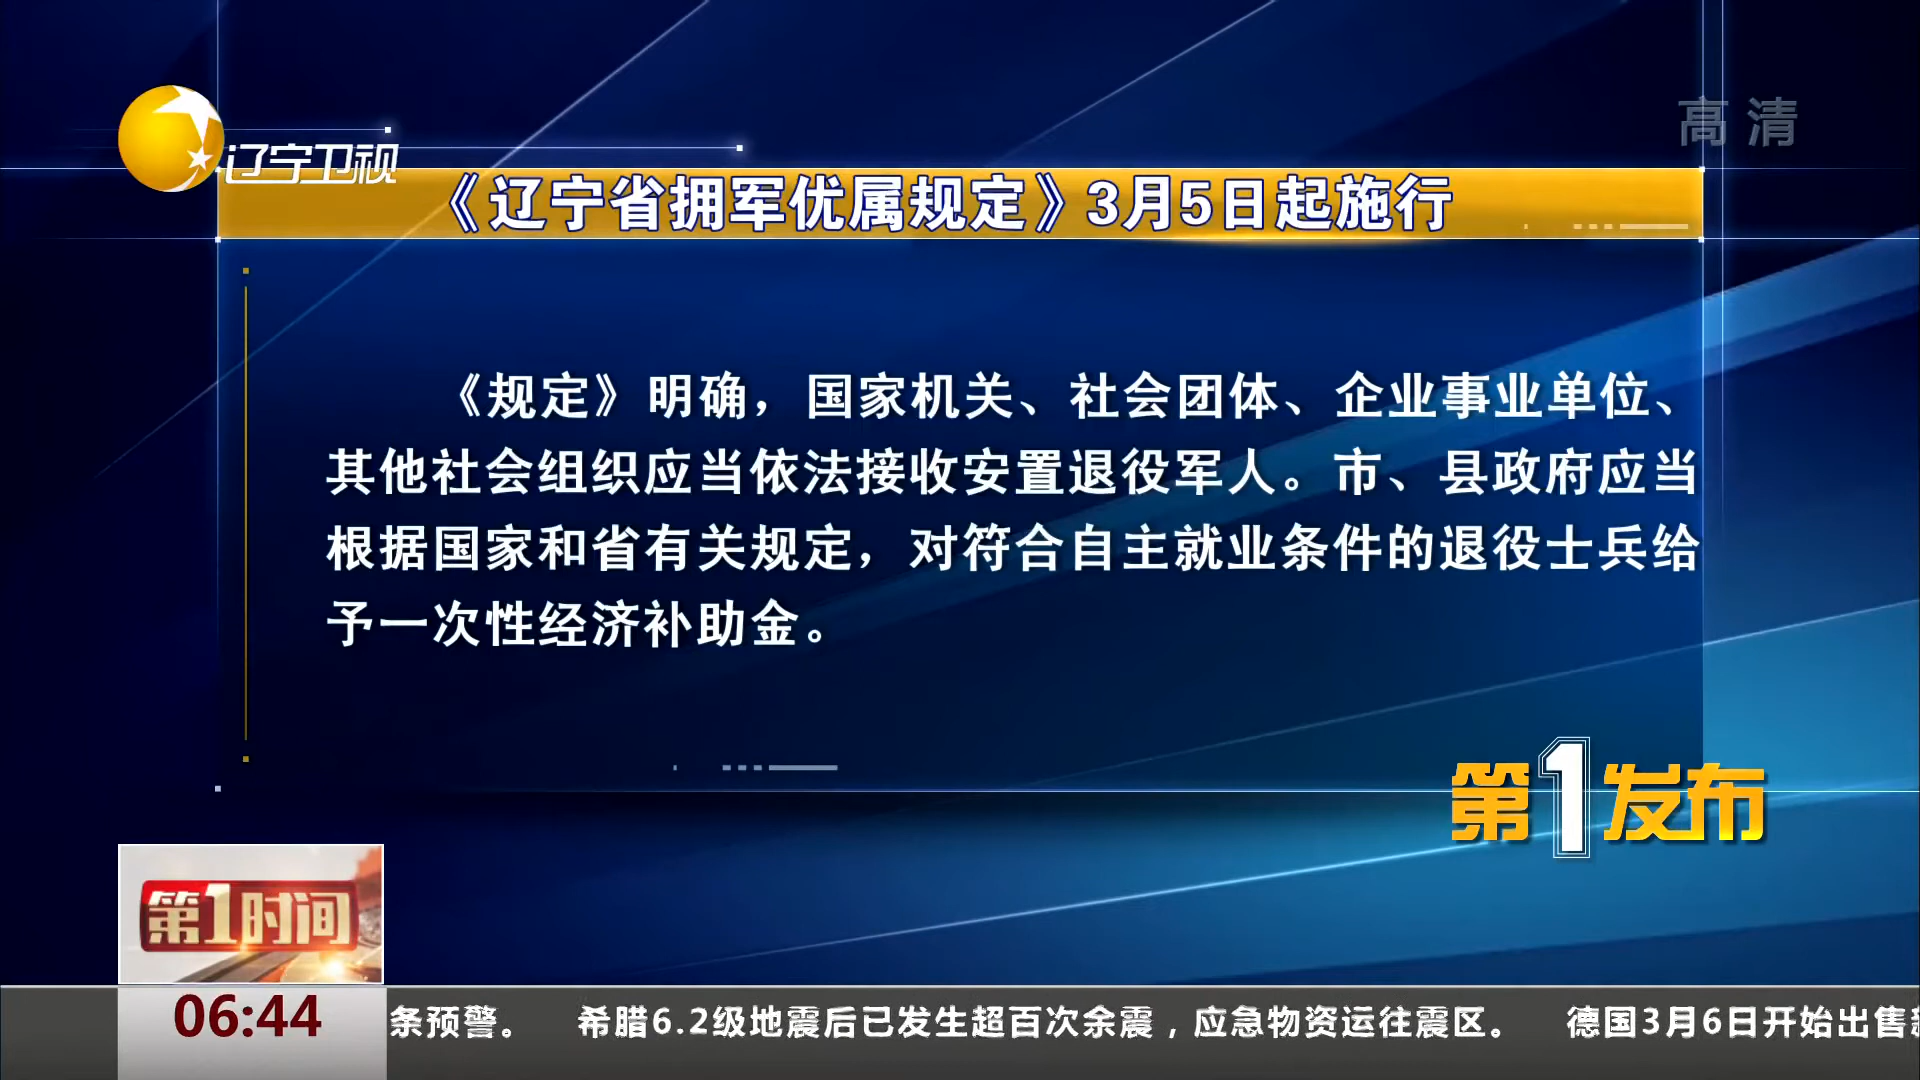 高清
辽宁卫视
《辽宁省拥军优属规定》3月5日起施行
《规定》明确，国家机关、社会团体、企业事业单位、
其他社会组织应当依法接收安置退役军人。市、县政府应当
根据国家和省有关规定，对符合自主就业条件的退役士兵给
予一次性经济补助金。
第1发布
第1时间
06:44
条预警。 希腊6.2级地震后已发生超百次余震，应急物资运往震区。 德国3月6日开始出售